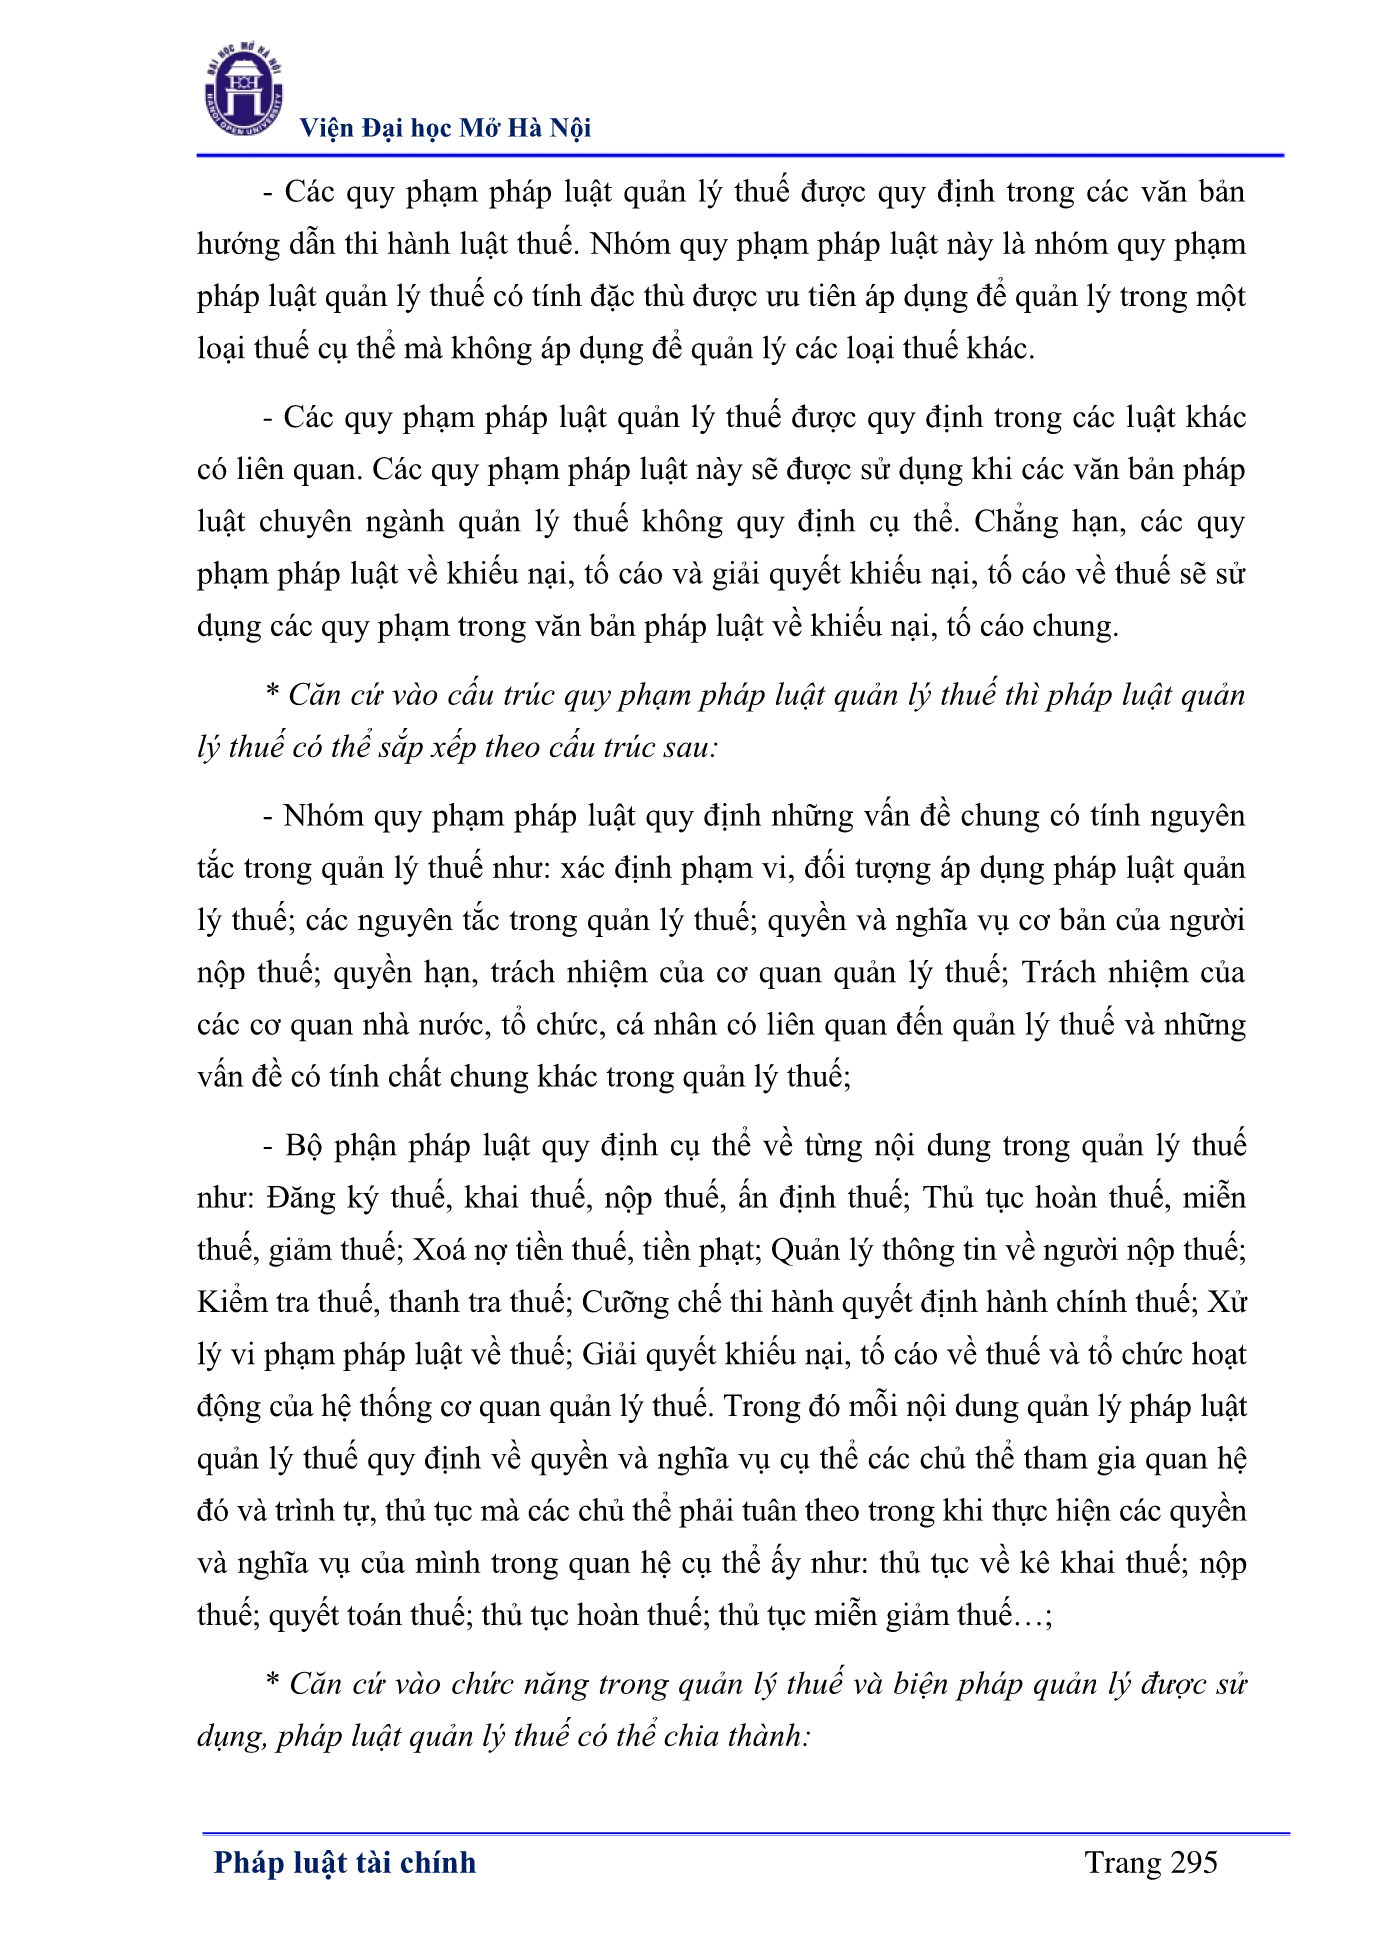 ĐẠI HỌC MỞ HÀ NỘI
HANOI OPEN UNIVERSITY
Viện Đại học Mở Hà Nội
- Các quy phạm pháp luật quản lý thuế được quy định trong các văn bản
hướng dẫn thi hành luật thuế. Nhóm quy phạm pháp luật này là nhóm quy phạm
pháp luật quản lý thuế có tính đặc thù được ưu tiên áp dụng để quản lý trong một
loại thuế cụ thể mà không áp dụng để quản lý các loại thuế khác.
- Các quy phạm pháp luật quản lý thuế được quy định trong các luật khác
có liên quan. Các quy phạm pháp luật này sẽ được sử dụng khi các văn bản pháp
luật chuyên ngành quản lý thuế không quy định cụ thể. Chẳng hạn, các quy
phạm pháp luật về khiếu nại, tố cáo và giải quyết khiếu nại, tố cáo về thuế sẽ sử
dụng các quy phạm trong văn bản pháp luật về khiếu nại, tố cáo chung.
* Căn cứ vào cấu trúc quy phạm pháp luật quản lý thuế thì pháp luật quản
lý thuế có thể sắp xếp theo cấu trúc sau:
- Nhóm quy phạm pháp luật quy định những vấn đề chung có tính nguyên
tắc trong quản lý thuế như: xác định phạm vi, đối tượng áp dụng pháp luật quản
lý thuế; các nguyên tắc trong quản lý thuế; quyền và nghĩa vụ cơ bản của người
nộp thuế; quyền hạn, trách nhiệm của cơ quan quản lý thuế; Trách nhiệm của
các cơ quan nhà nước, tổ chức, cá nhân có liên quan đến quản lý thuế và những
vấn đề có tính chất chung khác trong quản lý thuế;
- Bộ phận pháp luật quy định cụ thể về từng nội dung trong quản lý thuế
như: Đăng ký thuế, khai thuế, nộp thuế, ấn định thuế; Thủ tục hoàn thuế, miễn
thuế, giảm thuế; Xoá nợ tiền thuế, tiền phạt; Quản lý thông tin về người nộp thuế;
Kiểm tra thuế, thanh tra thuế; Cưỡng chế thi hành quyết định hành chính thuế; Xử
lý vi phạm pháp luật về thuế; Giải quyết khiếu nại, tố cáo về thuế và tổ chức hoạt
động của hệ thống cơ quan quản lý thuế. Trong đó mỗi nội dung quản lý pháp luật
quản lý thuế quy định về quyền và nghĩa vụ cụ thể các chủ thể tham gia quan hệ
đó và trình tự, thủ tục mà các chủ thể phải tuân theo trong khi thực hiện các quyền
và nghĩa vụ của mình trong quan hệ cụ thể ấy như: thủ tục về kê khai thuế; nộp
thuế; quyết toán thuế; thủ tục hoàn thuế; thủ tục miễn giảm thuế…;
* Căn cứ vào chức năng trong quản lý thuế và biện pháp quản lý được sử
dụng, pháp luật quản lý thuế có thể chia thành:
Pháp luật tài chính Trang 295